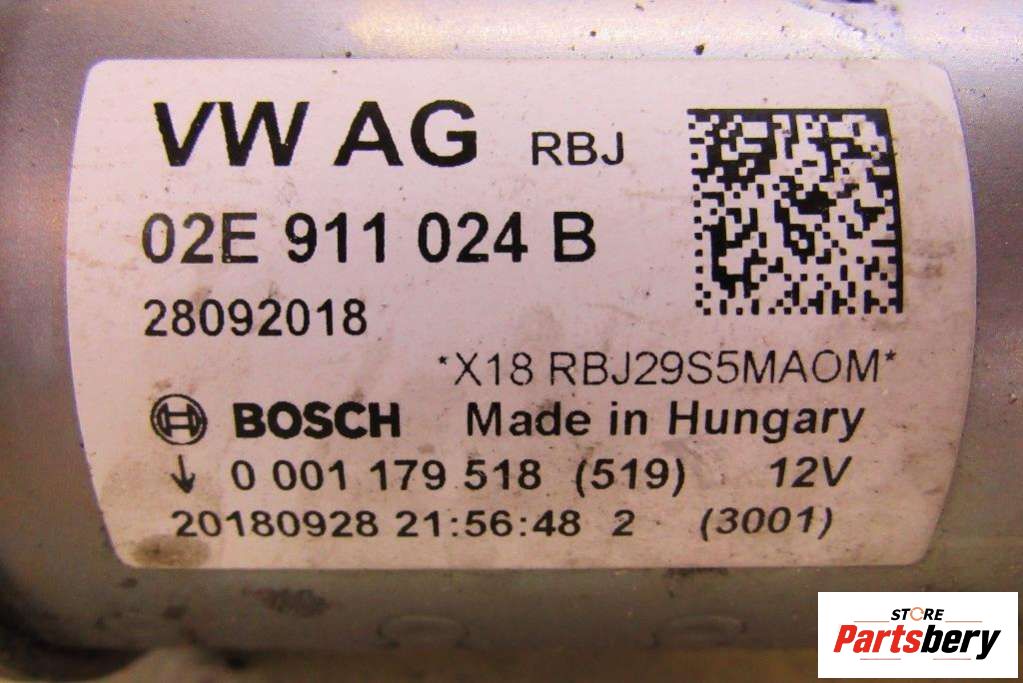 VW AG RBJ
02E 911 024 B
28092018
*X18 RBJ29S5MAOM*
BOSCH Made in Hungary
0 001 179 518 (519) 12V
20180928 21:56:48 2 (3001)
STORE
Partsbery